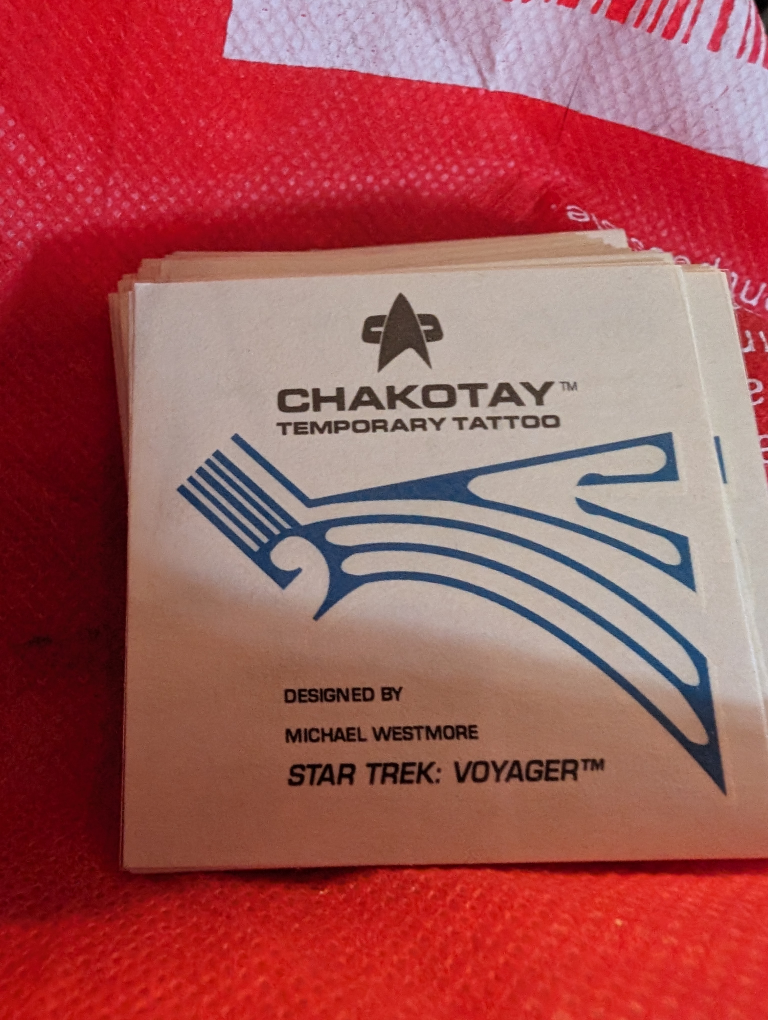 CHAKOTAY™
TEMPORARY TATTOO
DESIGNED BY
MICHAEL WESTMORE
STAR TREK: VOYAGER™